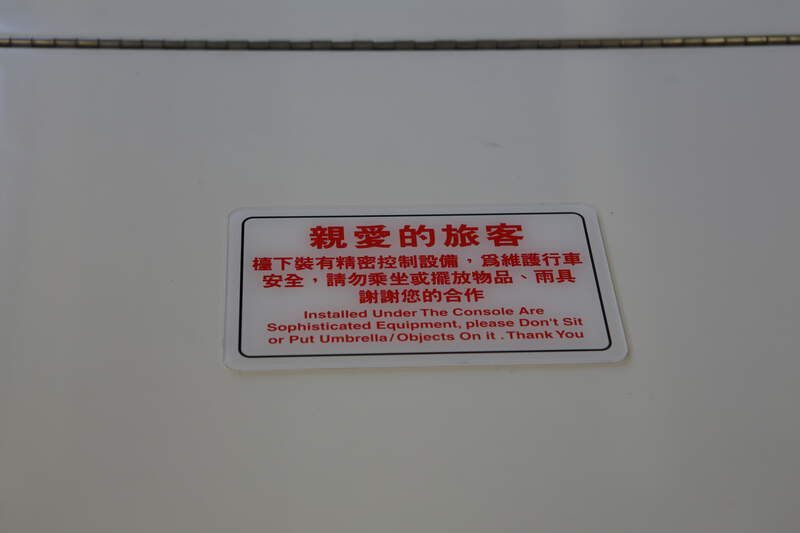 親愛的旅客
檯下裝有精密控制設備，為維護行車
安全，請勿乘坐或擺放物品、雨具
謝謝您的合作
Installed Under The Console Are
Sophisticated Equipment, please Don't Sit
or Put Umbrella/Objects On it . Thank You